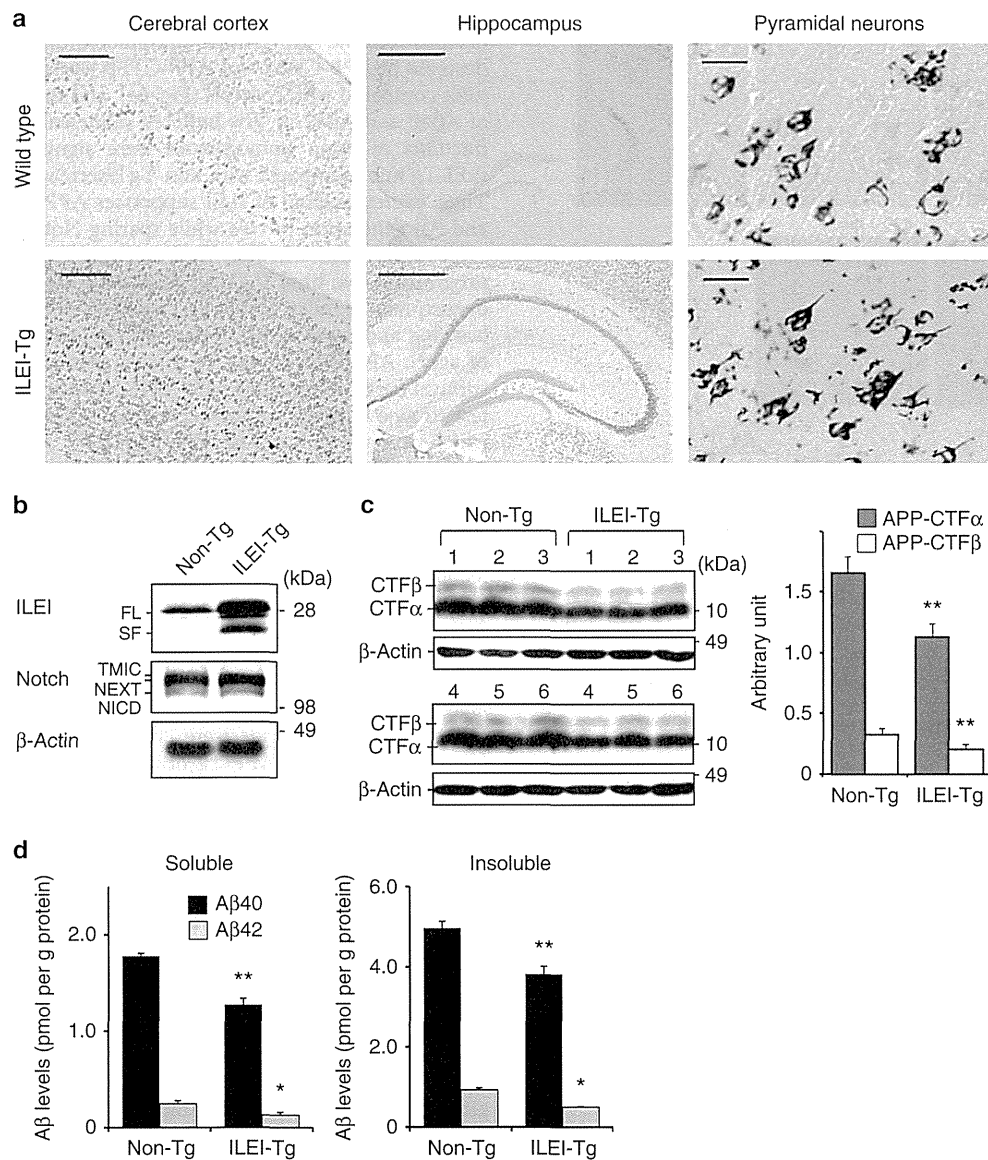 a
Cerebral cortex
Hippocampus
Pyramidal neurons
Wild type
ILEI-Tg
b
Non-Tg
ILEI-Tg
(kDa)
ILEI
FL
SF
28
Notch
TMIC
NEXT
NICD
98
49
β-Actin
c
Non-Tg
ILEI-Tg
1 2 3 1 2 3 (kDa)
CTFβ
CTFα
10
49
β-Actin
4 5 6 4 5 6
CTFβ
CTFα
10
49
β-Actin
APP-CTFα
APP-CTFβ
Arbitrary unit
1.5
1.0
0.5
0
**
**
Non-Tg ILEI-Tg
d
Soluble
Aβ levels (pmol per g protein)
2.0
1.0
0
Aβ40
Aβ42
**
*
Non-Tg ILEI-Tg
Insoluble
Aβ levels (pmol per g protein)
6.0
4.0
2.0
0
**
*
Non-Tg ILEI-Tg